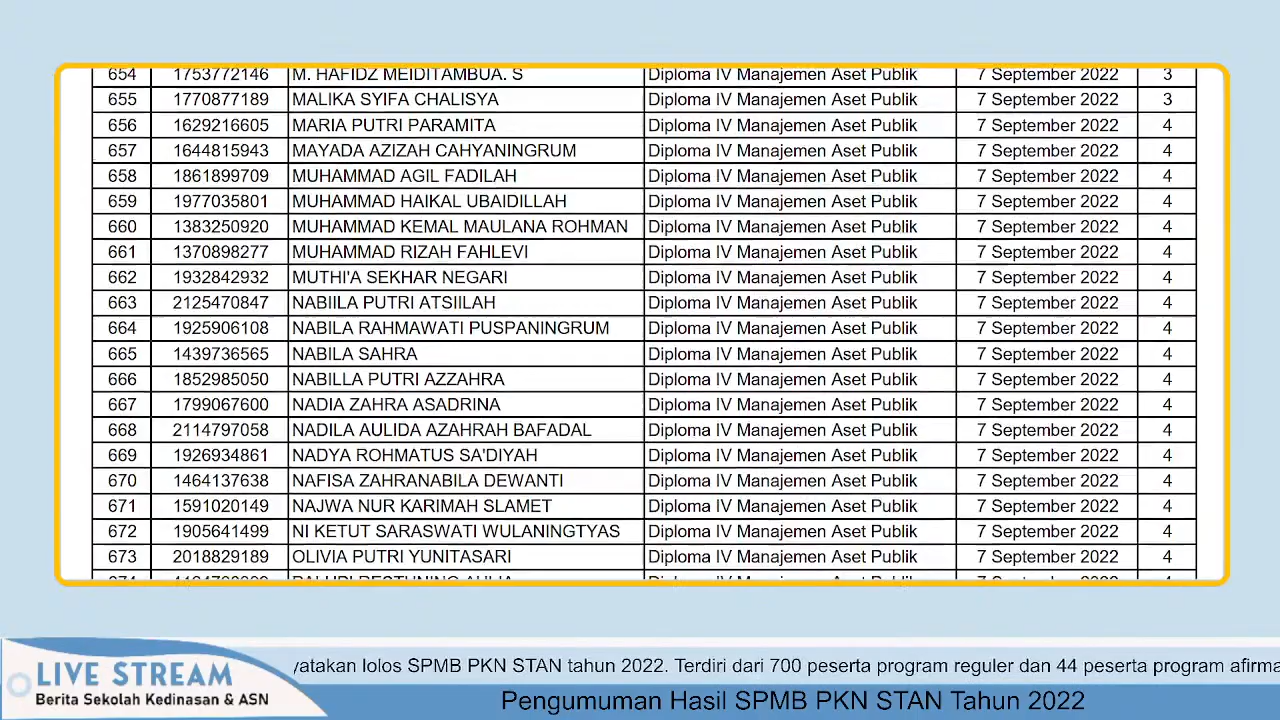 654 1753772146 M. HAFIDZ MEIDITAMBUA. S Diploma IV Manajemen Aset Publik 7 September 2022 3
655 1770877189 MALIKA SYIFA CHALISYA Diploma IV Manajemen Aset Publik 7 September 2022 3
656 1629216605 MARIA PUTRI PARAMITA Diploma IV Manajemen Aset Publik 7 September 2022 4
657 1644815943 MAYADA AZIZAH CAHYANINGRUM Diploma IV Manajemen Aset Publik 7 September 2022 4
658 1861899709 MUHAMMAD AGIL FADILAH Diploma IV Manajemen Aset Publik 7 September 2022 4
659 1977035801 MUHAMMAD HAIKAL UBAIDILLAH Diploma IV Manajemen Aset Publik 7 September 2022 4
660 1383250920 MUHAMMAD KEMAL MAULANA ROHMAN Diploma IV Manajemen Aset Publik 7 September 2022 4
661 1370898277 MUHAMMAD RIZAH FAHLEVI Diploma IV Manajemen Aset Publik 7 September 2022 4
662 1932842932 MUTHI'A SEKHAR NEGARI Diploma IV Manajemen Aset Publik 7 September 2022 4
663 2125470847 NABIILA PUTRI ATSIILAH Diploma IV Manajemen Aset Publik 7 September 2022 4
664 1925906108 NABILA RAHMAWATI PUSPANINGRUM Diploma IV Manajemen Aset Publik 7 September 2022 4
665 1439736565 NABILA SAHRA Diploma IV Manajemen Aset Publik 7 September 2022 4
666 1852985050 NABILLA PUTRI AZZAHRA Diploma IV Manajemen Aset Publik 7 September 2022 4
667 1799067600 NADIA ZAHRA ASADRINA Diploma IV Manajemen Aset Publik 7 September 2022 4
668 2114797058 NADILA AULIDA AZAHRAH BAFADAL Diploma IV Manajemen Aset Publik 7 September 2022 4
669 1926934861 NADYA ROHMATUS SA'DIYAH Diploma IV Manajemen Aset Publik 7 September 2022 4
670 1464137638 NAFISA ZAHRANABILA DEWANTI Diploma IV Manajemen Aset Publik 7 September 2022 4
671 1591020149 NAJWA NUR KARIMAH SLAMET Diploma IV Manajemen Aset Publik 7 September 2022 4
672 1905641499 NI KETUT SARASWATI WULANINGTYAS Diploma IV Manajemen Aset Publik 7 September 2022 4
673 2018829189 OLIVIA PUTRI YUNITASARI Diploma IV Manajemen Aset Publik 7 September 2022 4
Diploma IV Manajemen Aset Publik 7 September 2022 4
LIVE STREAM
Berita Sekolah Kedinasan & ASN
yatakan lolos SPMB PKN STAN tahun 2022. Terdiri dari 700 peserta program reguler dan 44 peserta program afirma
Pengumuman Hasil SPMB PKN STAN Tahun 2022